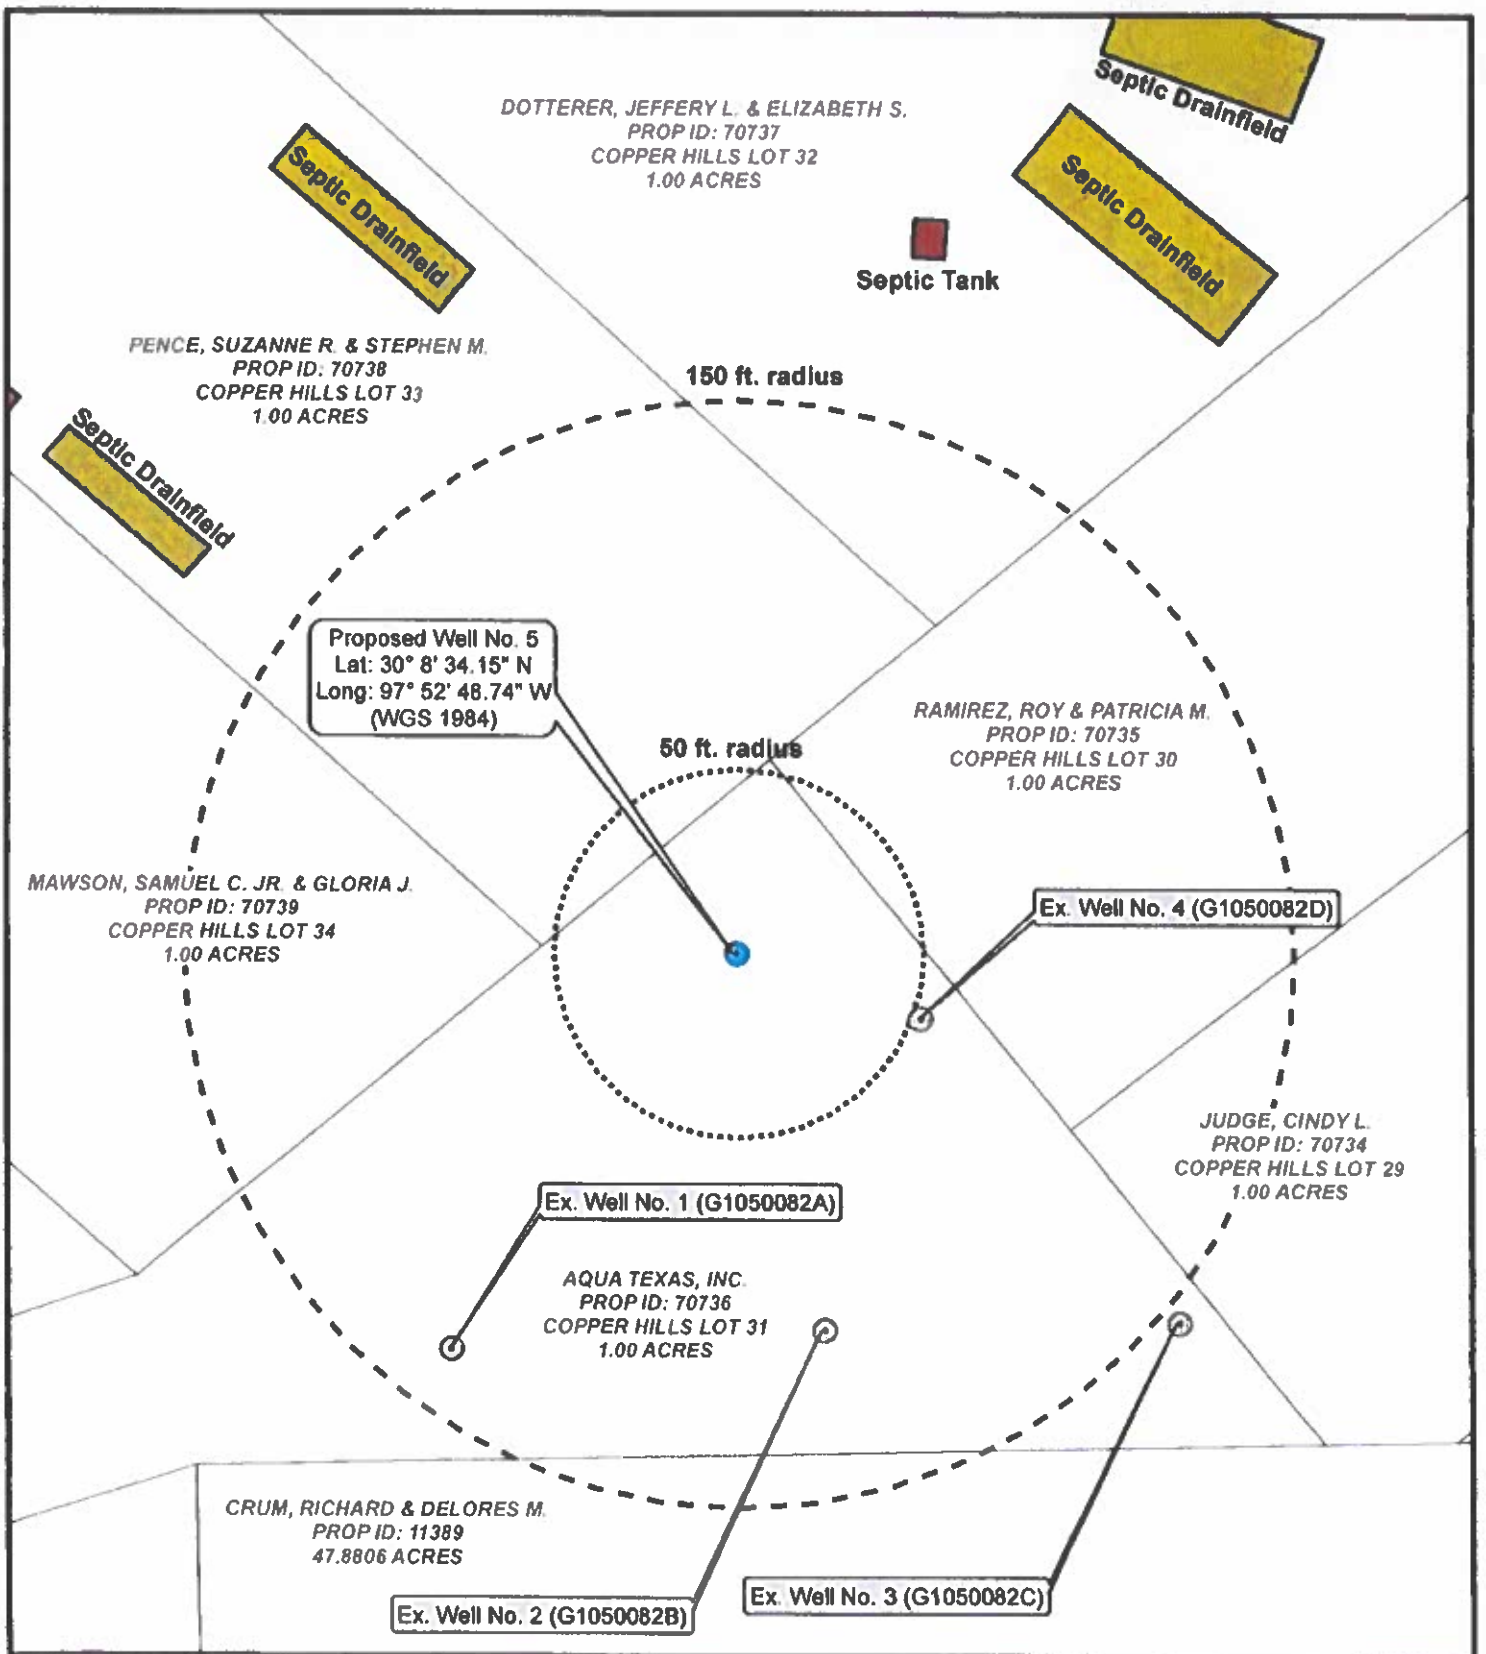 Septic Drainfield
DOTTERER, JEFFERY L. & ELIZABETH S.
PROP ID: 70737
COPPER HILLS LOT 32
1.00 ACRES
Septic Drainfield
Septic Drainfield
Septic Tank
PENCE, SUZANNE R. & STEPHEN M.
PROP ID: 70738
COPPER HILLS LOT 33
1.00 ACRES
150 ft. radius
Septic Drainfield
Proposed Well No. 5
Lat: 30° 8' 34.15" N
Long: 97° 52' 48.74" W
(WGS 1984)
50 ft. radius
RAMIREZ, ROY & PATRICIA M.
PROP ID: 70735
COPPER HILLS LOT 30
1.00 ACRES
MAWSON, SAMUEL C. JR. & GLORIA J.
PROP ID: 70739
COPPER HILLS LOT 34
1.00 ACRES
Ex. Well No. 4 (G1050082D)
JUDGE, CINDY L.
PROP ID: 70734
COPPER HILLS LOT 29
1.00 ACRES
Ex. Well No. 1 (G1050082A)
AQUA TEXAS, INC.
PROP ID: 70736
COPPER HILLS LOT 31
1.00 ACRES
CRUM, RICHARD & DELORES M.
PROP ID: 11389
47.8806 ACRES
Ex. Well No. 2 (G1050082B)
Ex. Well No. 3 (G1050082C)